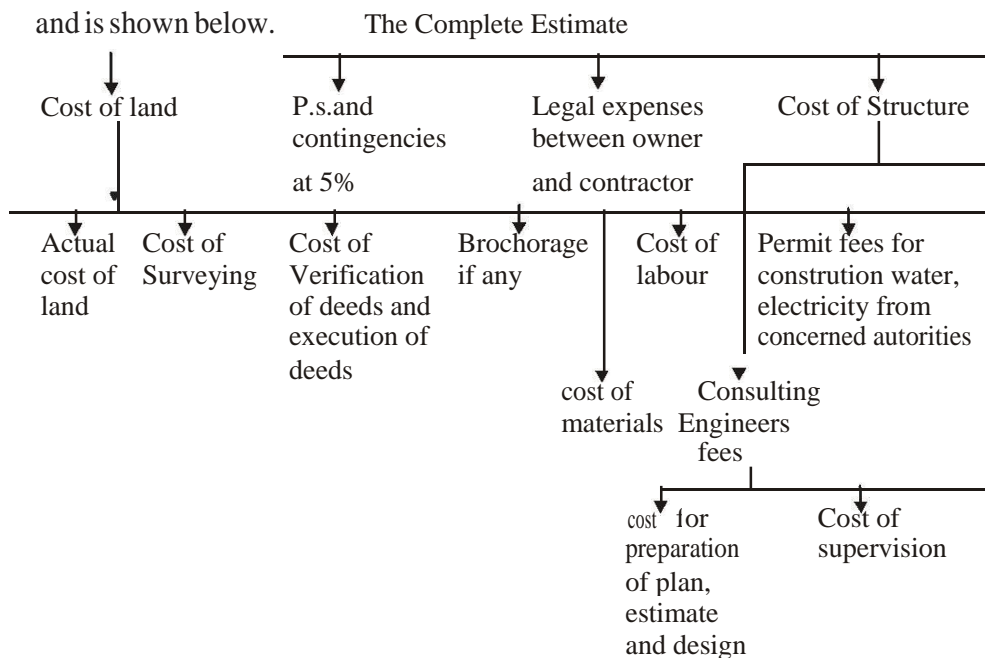 and is shown below.
The Complete Estimate
Cost of land
P.s.and
contingencies
at 5%
Legal expenses
between owner
and contractor
Cost of Structure
Actual
cost of
land
Cost of
Surveying
Cost of
Verification
of deeds and
execution of
deeds
Brochorage
if any
Cost of
labour
Permit fees for
constrution water,
electricity from
concerned autorities
cost of
materials
Consulting
Engineers
fees
cost for
preparation
of plan,
estimate
and design
Cost of
supervision